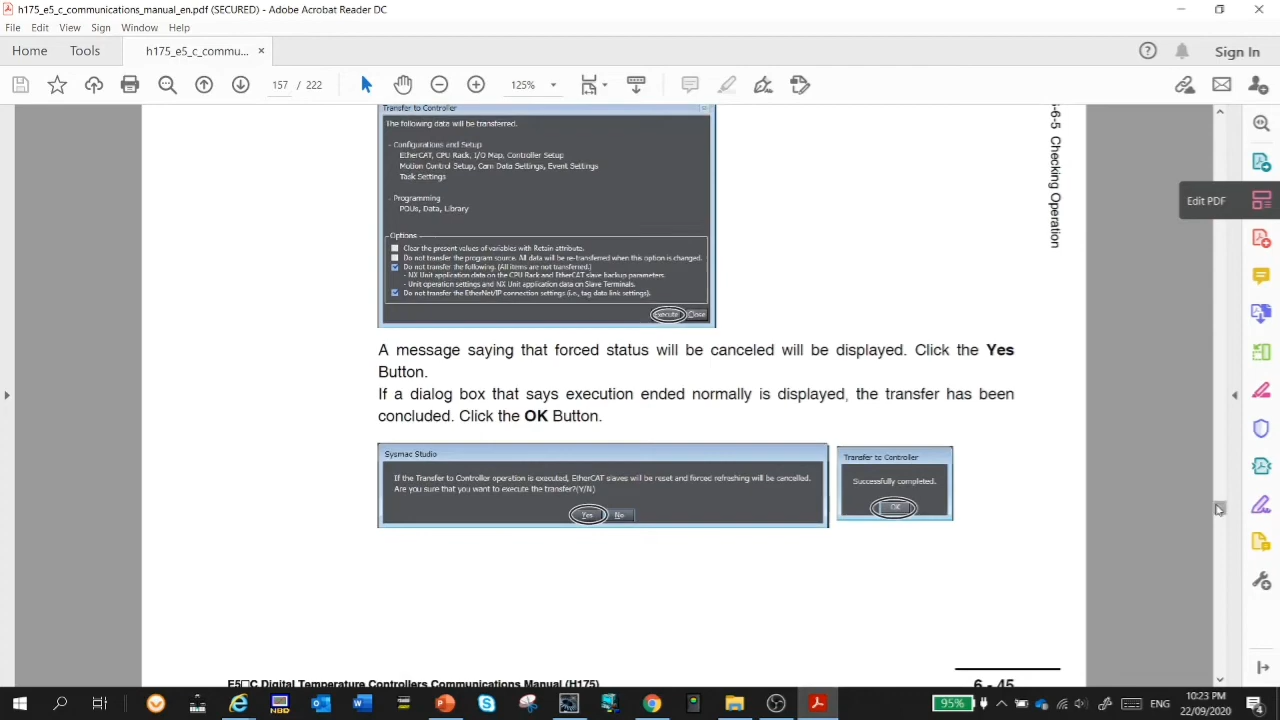 h175_e5_c_communications_manual_en.pdf (SECURED) - Adobe Acrobat Reader DC
File Edit View Sign Window Help
Home Tools h175_e5_c_commu... × Sign In
157 / 222 125%
Transfer to Controller
The following data will be transferred.
- Configurations and Setup
EtherCAT, CPU Rack, I/O Map, Controller Setup
Motion Control Setup, Cam Data Settings, Event Settings
Task Settings
- Programming
POUs, Data, Library
Options
Clear the present values of variables with Retain attribute.
Do not transfer the program source. All data will be re-transferred when this option is changed.
Do not transfer the following. (All items are not transferred.)
- NX Unit application data on the CPU Rack and EtherCAT slave backup parameters.
- Unit operation settings and NX Unit application data on Slave Terminals.
Do not transfer the EtherNet/IP connection settings (i.e., tag data link settings).
Execute Close
-6-5 Checking Operation
Edit PDF
A message saying that forced status will be canceled will be displayed. Click the Yes
Button.
If a dialog box that says execution ended normally is displayed, the transfer has been
concluded. Click the OK Button.
Sysmac Studio
If the Transfer to Controller operation is executed, EtherCAT slaves will be reset and forced refreshing will be cancelled.
Are you sure that you want to execute the transfer?(Y/N)
Yes No
Transfer to Controller
Successfully completed.
OK
E5□C Digital Temperature Controllers Communications Manual (H175)
6 - 45
95% ENG
10:23 PM
22/09/2020